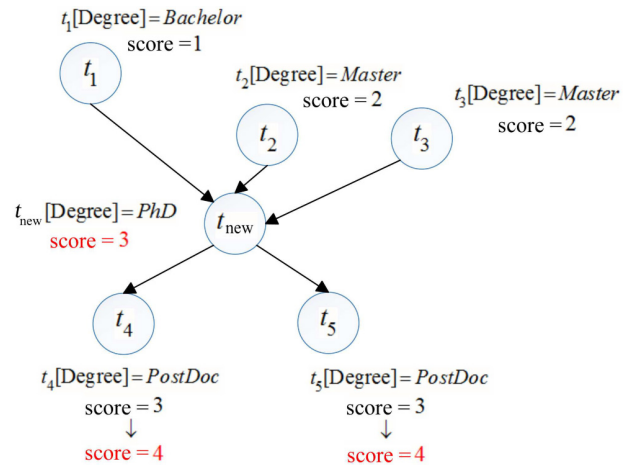 t₁[Degree]=Bachelor
score=1
t₁
t₂[Degree]=Master
score=2
t₂
t₃[Degree]=Master
score=2
t₃
t_new[Degree]=PhD
score=3
t_new
t₄
t₅
t₄[Degree]=PostDoc
score=3
↓
score=4
t₅[Degree]=PostDoc
score=3
↓
score=4